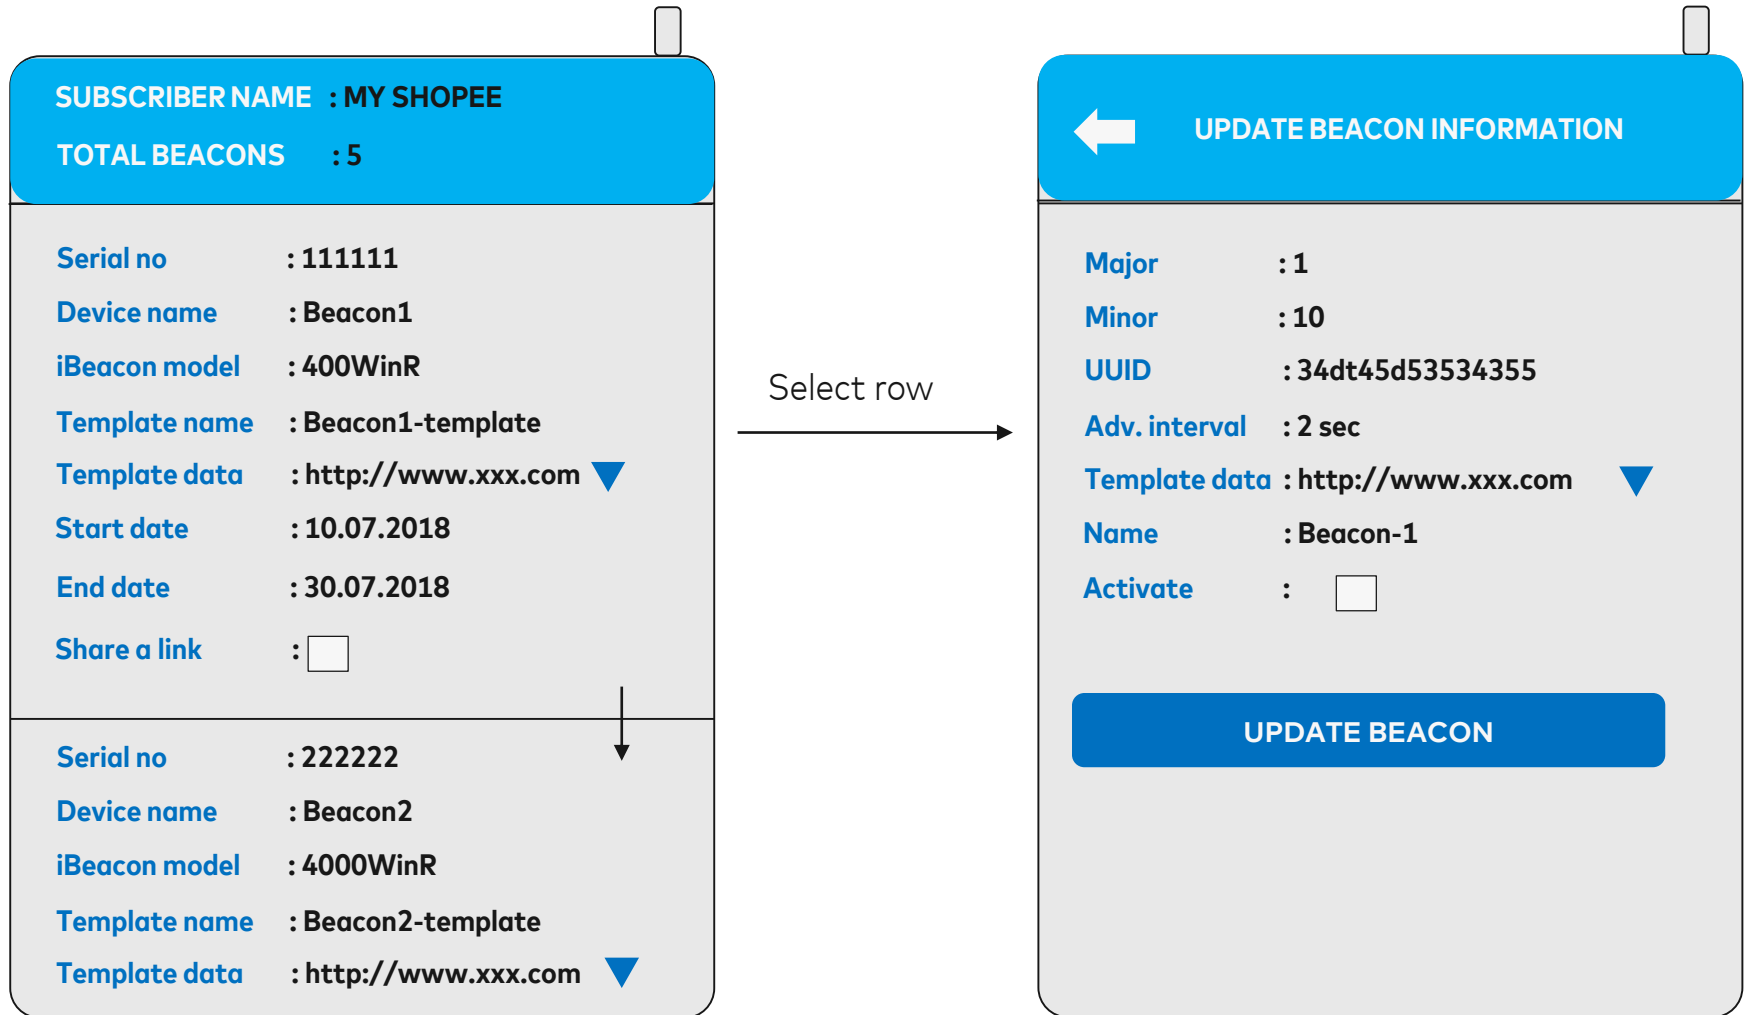 SUBSCRIBER NAME : MY SHOPEE
TOTAL BEACONS : 5
Serial no : 111111
Device name : Beacon1
iBeacon model : 400WinR
Template name : Beacon1-template
Template data : http://www.xxx.com
Start date : 10.07.2018
End date : 30.07.2018
Share a link :
Serial no : 222222
Device name : Beacon2
iBeacon model : 4000WinR
Template name : Beacon2-template
Template data : http://www.xxx.com
Select row
UPDATE BEACON INFORMATION
Major : 1
Minor : 10
UUID : 34dt45d53534355
Adv. interval : 2 sec
Template data : http://www.xxx.com
Name : Beacon-1
Activate :
UPDATE BEACON